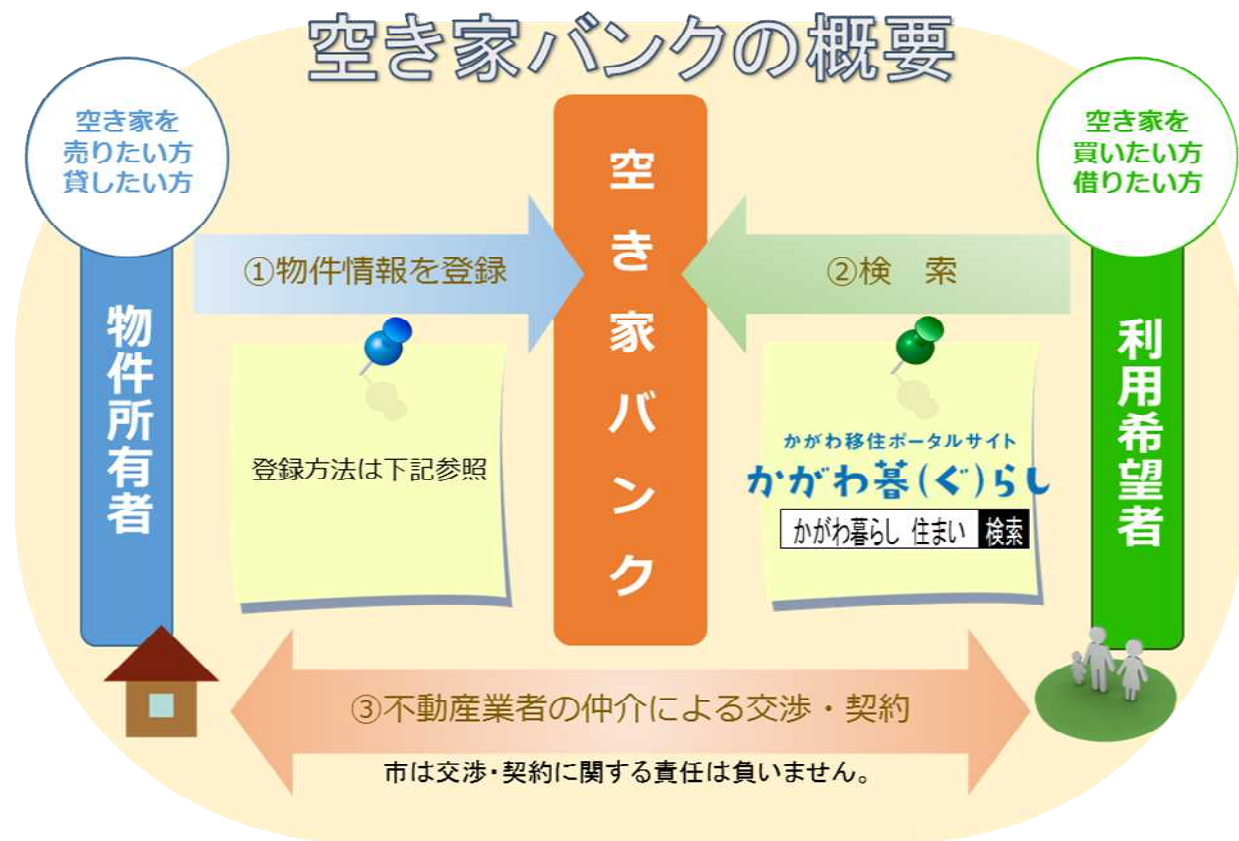 空き家バンクの概要
空き家を
売りたい方
貸したい方
空き家を
買いたい方
借りたい方
物件所有者
①物件情報を登録
空き家バンク
②検　索
利用希望者
登録方法は下記参照
かがわ移住ポータルサイト
かがわ暮(ぐ)らし
かがわ暮らし 住まい 検索
③不動産業者の仲介による交渉・契約
市は交渉・契約に関する責任は負いません。